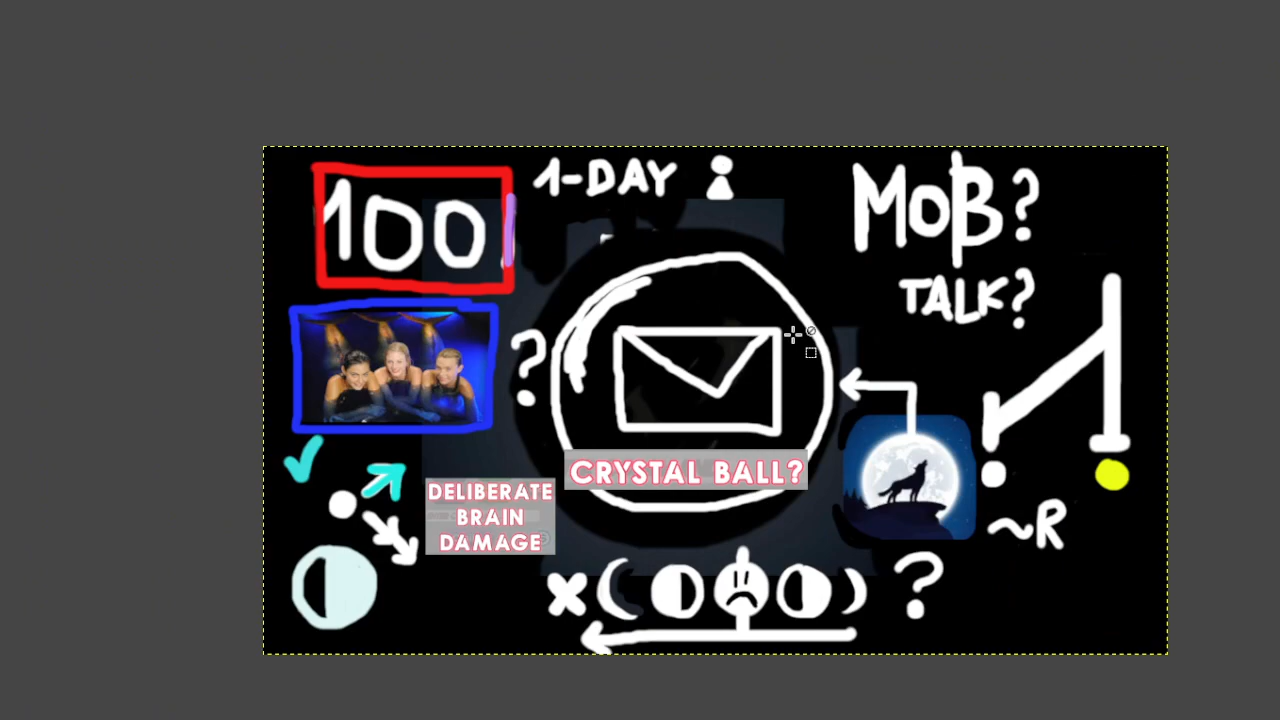 100
1-DAY
MOB?
TALK?
?
CRYSTAL BALL?
DELIBERATE
BRAIN
DAMAGE
~R
x ( ) ?